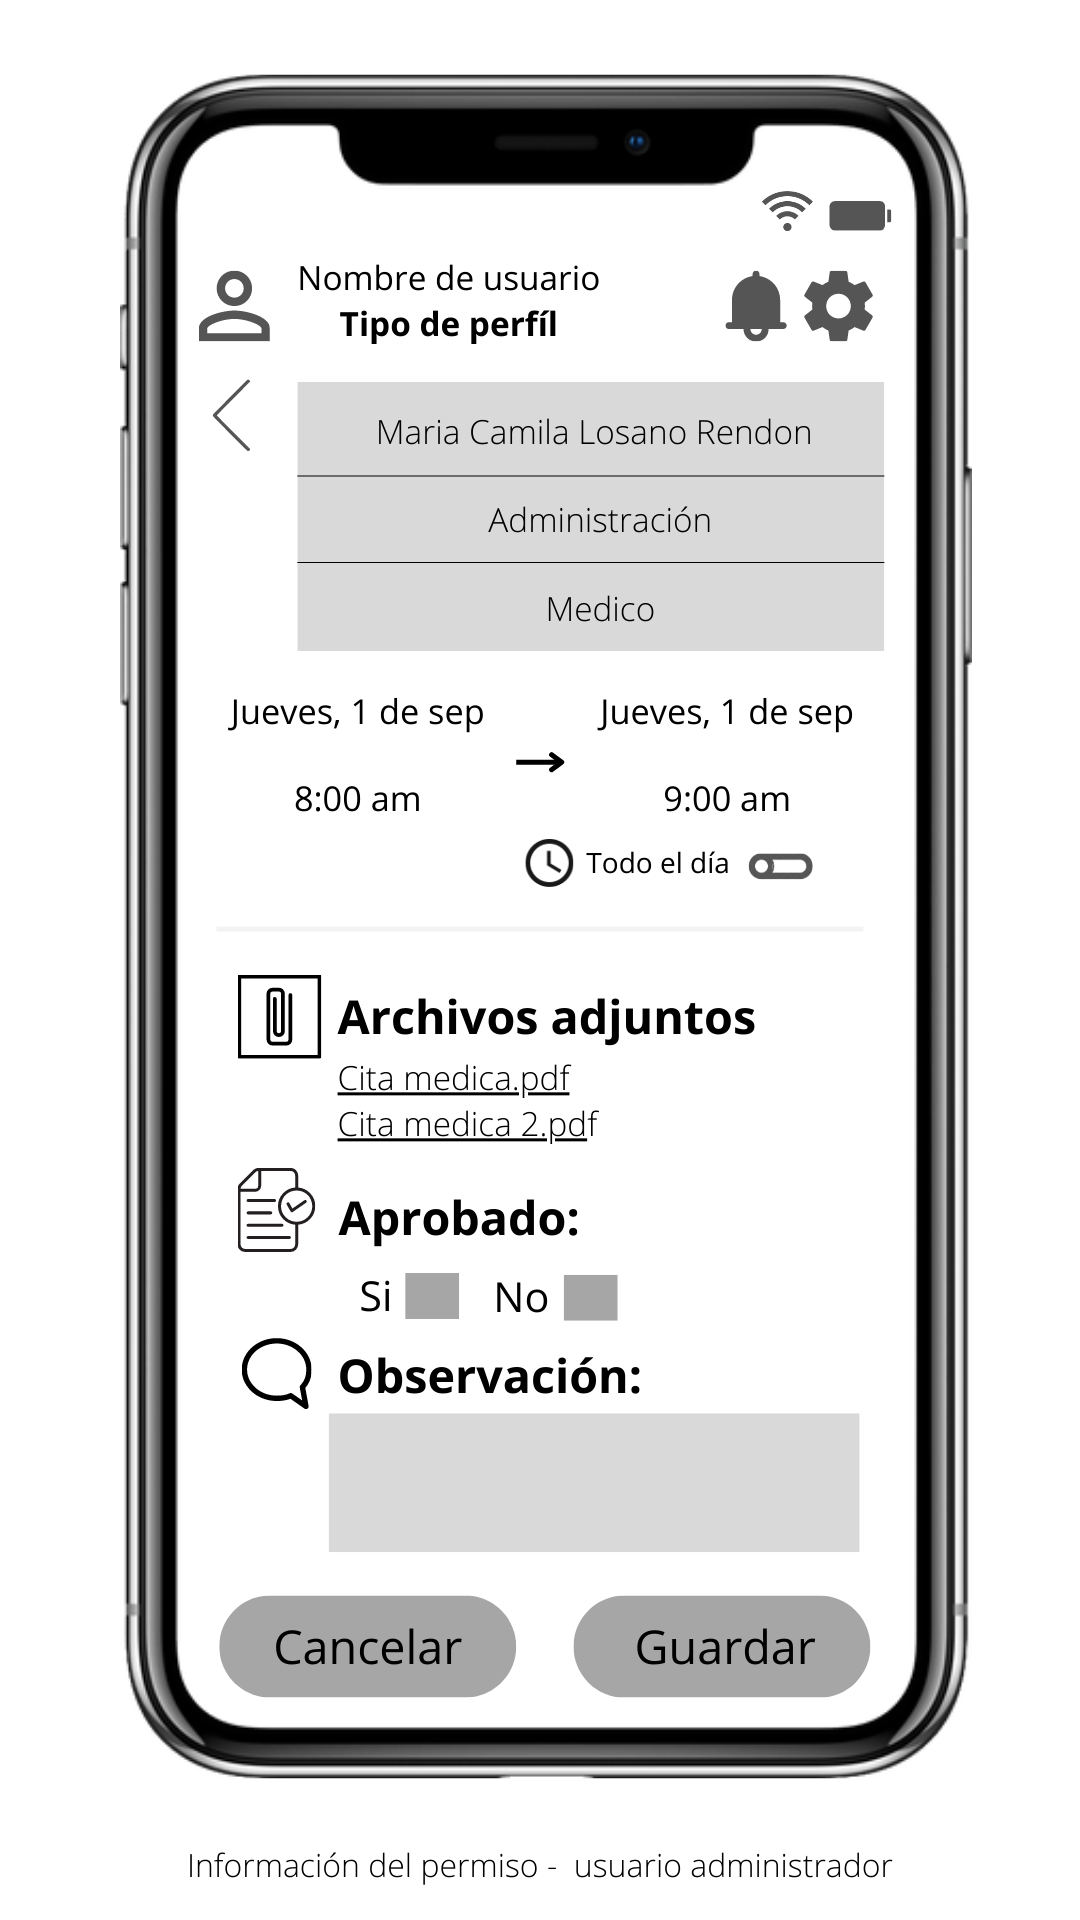 Nombre de usuario
Tipo de perfíl
Maria Camila Losano Rendon
Administración
Medico
Jueves, 1 de sep
Jueves, 1 de sep
8:00 am
9:00 am
Todo el día
Archivos adjuntos
Cita medica.pdf
Cita medica 2.pdf
Aprobado:
Si No
Observación:
Cancelar
Guardar
Información del permiso - usuario administrador